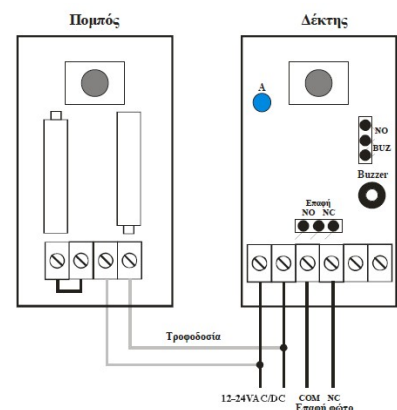 Πομπός
Δέκτης
A
NO
BUZ
Buzzer
Επαφή
NO NC
Τροφοδοσία
12-24VAC/DC
COM NC
Επαφή φώτο